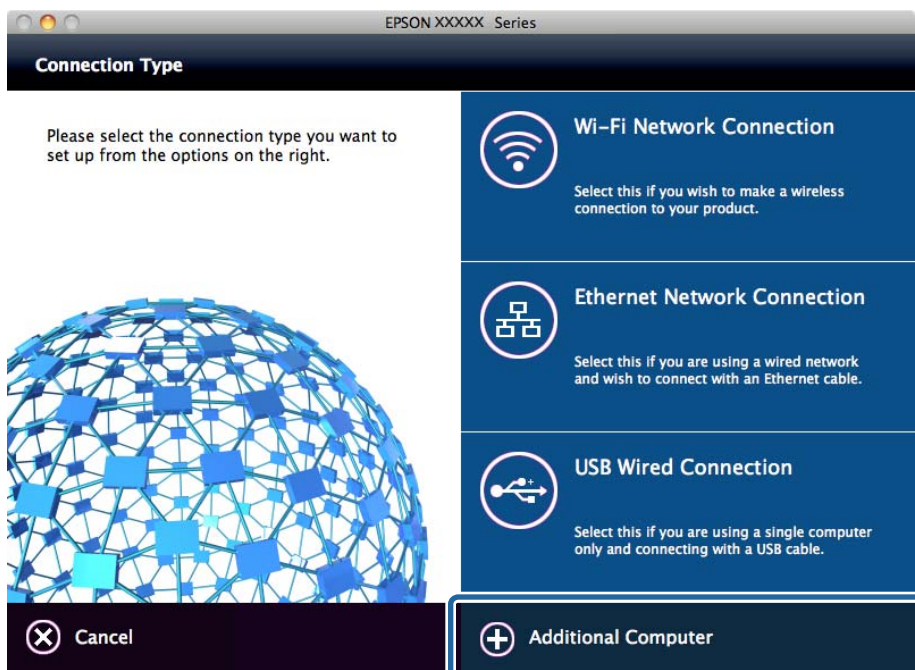 EPSON XXXXX Series
Connection Type
Please select the connection type you want to
set up from the options on the right.
Wi-Fi Network Connection
Select this if you wish to make a wireless
connection to your product.
Ethernet Network Connection
Select this if you are using a wired network
and wish to connect with an Ethernet cable.
USB Wired Connection
Select this if you are using a single computer
only and connecting with a USB cable.
Cancel
Additional Computer